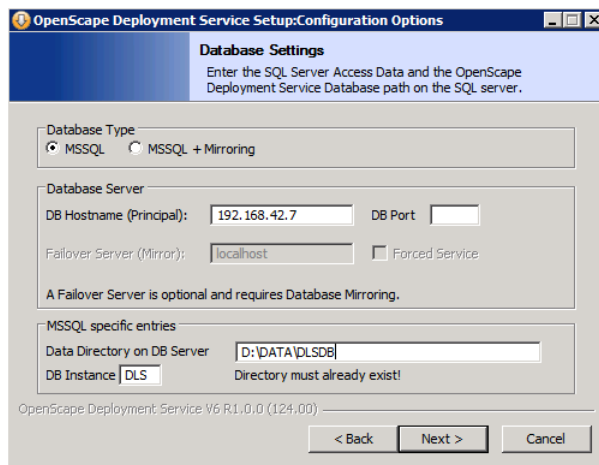 OpenScape Deployment Service Setup:Configuration Options
Database Settings
Enter the SQL Server Access Data and the OpenScape
Deployment Service Database path on the SQL server.
Database Type
MSSQL MSSQL + Mirroring
Database Server
DB Hostname (Principal): 192.168.42.7 DB Port
Failover Server (Mirror): localhost Forced Service
A Failover Server is optional and requires Database Mirroring.
MSSQL specific entries
Data Directory on DB Server D:\DATA\DLSDB
DB Instance DLS Directory must already exist!
OpenScape Deployment Service V6 R1.0.0 (124.00)
< Back Next > Cancel